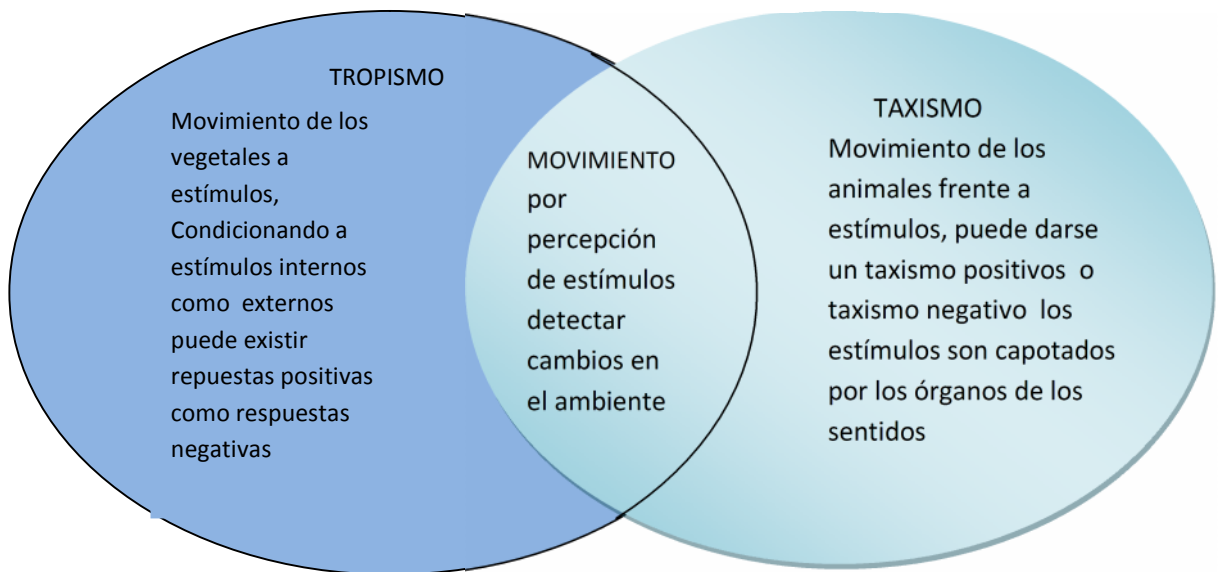 TROPISMO
Movimiento de los
vegetales a
estímulos,
Condicionando a
estímulos internos
como externos
puede existir
repuestas positivas
como respuestas
negativas
MOVIMIENTO
por
percepción
de estímulos
detectar
cambios en
el ambiente
TAXISMO
Movimiento de los
animales frente a
estímulos, puede darse
un taxismo positivos o
taxismo negativo los
estímulos son capotados
por los órganos de los
sentidos